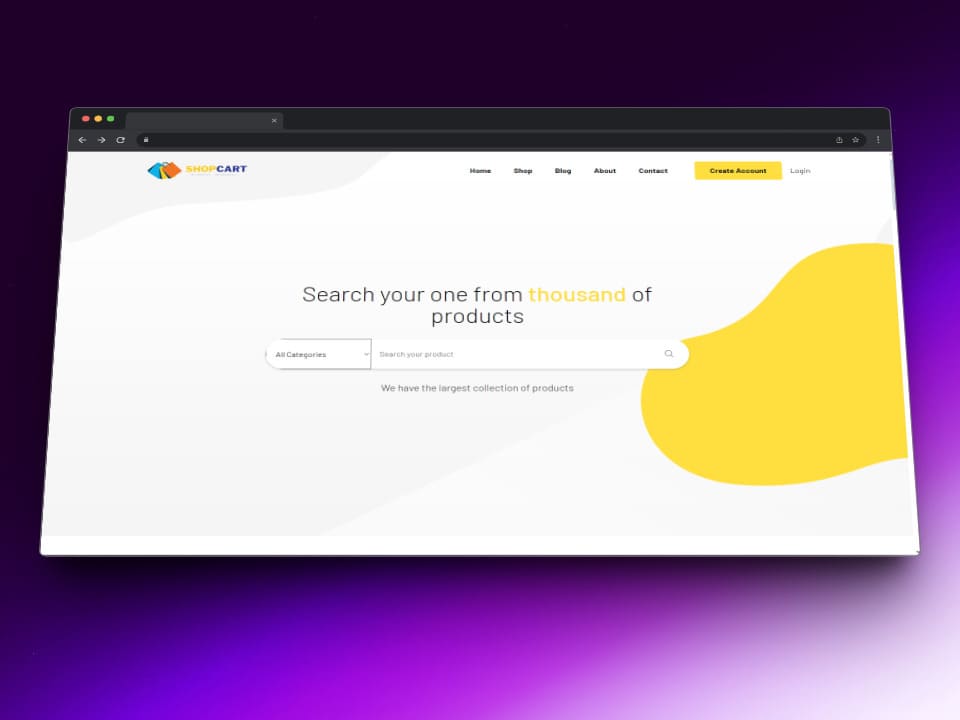 SHOPCART
Home Shop Blog About Contact Create Account Login
Search your one from thousand of
products
All Categories Search your product
We have the largest collection of products